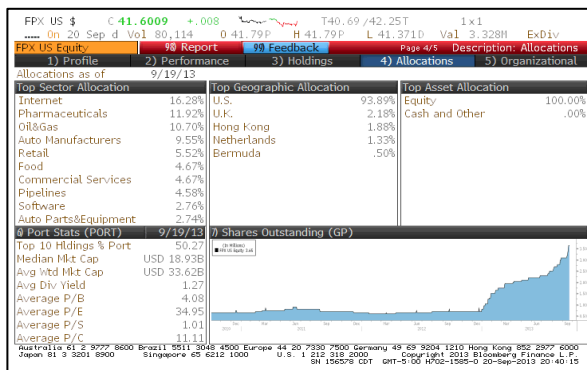 FPX US $ C 41.6009 +.008 T40.69 /42.25T 1x1
On 20 Sep d Vol 80,114 O 41.79P H 41.79P L 41.371D Val 3.328M ExDiv
FPX US Equity 98) Report 99) Feedback Page 4/5 Description: Allocations
1) Profile 2) Performance 3) Holdings 4) Allocations 5) Organizational
Allocations as of 9/19/13
Top Sector Allocation
Internet 16.28%
Pharmaceuticals 11.92%
Oil&Gas 10.70%
Auto Manufacturers 9.55%
Retail 5.52%
Food 4.67%
Commercial Services 4.67%
Pipelines 4.58%
Software 2.76%
Auto Parts&Equipment 2.74%
Top Geographic Allocation
U.S. 93.89%
U.K. 2.18%
Hong Kong 1.88%
Netherlands 1.33%
Bermuda .50%
Top Asset Allocation
Equity 100.00%
Cash and Other .00%
6) Port Stats (PORT) 9/19/13
Top 10 Hldings % Port 50.27
Median Mkt Cap USD 18.93B
Avg Wtd Mkt Cap USD 33.62B
Avg Div Yield 1.27
Average P/B 4.08
Average P/E 34.95
Average P/S 1.01
Average P/C 11.11
7) Shares Outstanding (GP)
(In Millions)
FPX US Equity
Australia 61 2 9777 8600 Brazil 5511 3048 4500 Europe 44 20 7330 7500 Germany 49 69 9204 1210 Hong Kong 852 2977 6000
Japan 81 3 3201 8900 Singapore 65 6212 1000 U.S. 1 212 318 2000 Copyright 2013 Bloomberg Finance L.P.
SN 156578 CDT GMT-5:00 H702-1585-0 20-Sep-2013 20:40:15